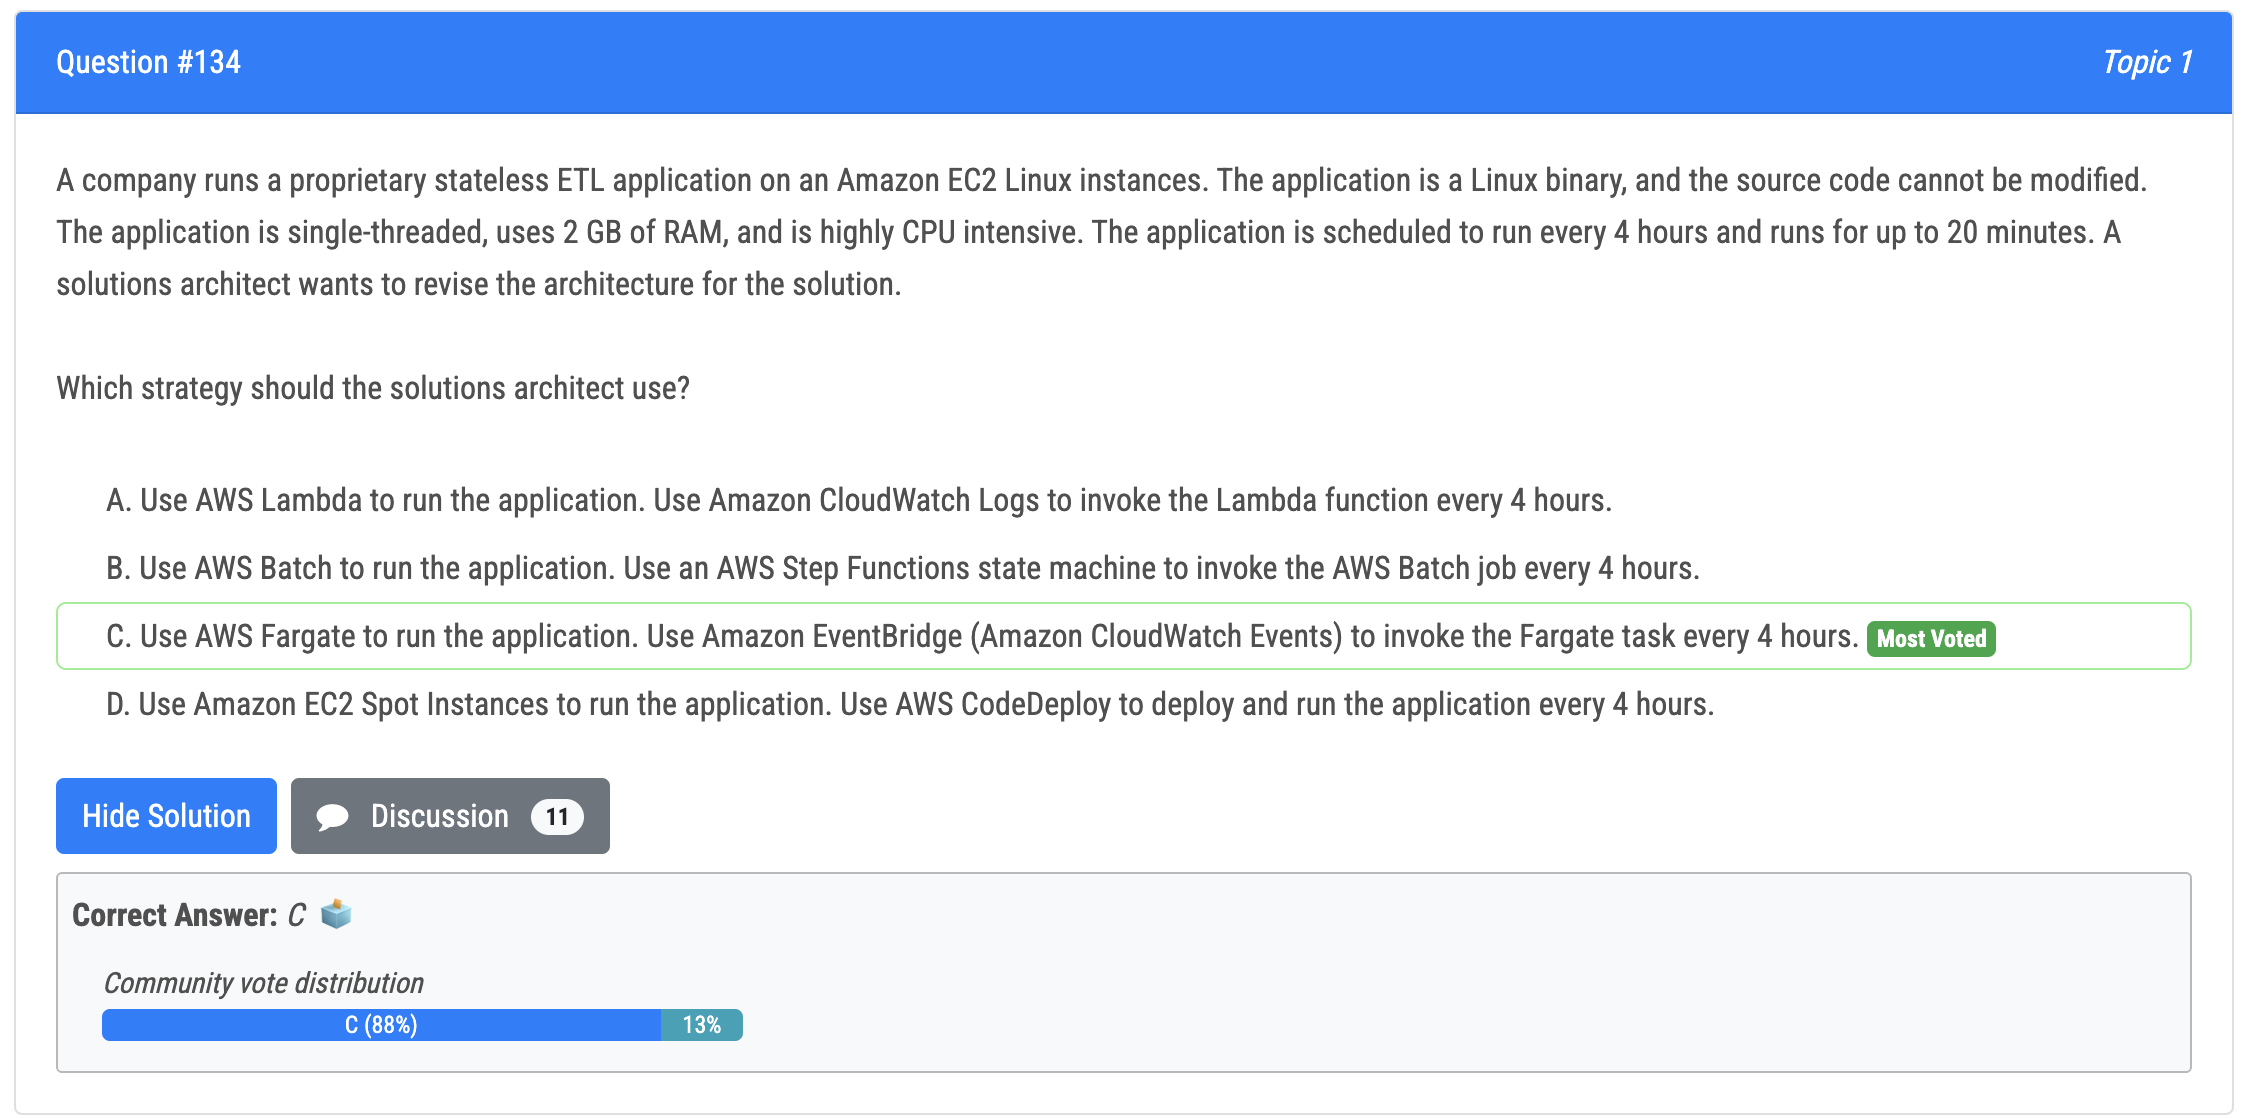 Question #134
Topic 1
A company runs a proprietary stateless ETL application on an Amazon EC2 Linux instances. The application is a Linux binary, and the source code cannot be modified.
The application is single-threaded, uses 2 GB of RAM, and is highly CPU intensive. The application is scheduled to run every 4 hours and runs for up to 20 minutes. A
solutions architect wants to revise the architecture for the solution.
Which strategy should the solutions architect use?
A. Use AWS Lambda to run the application. Use Amazon CloudWatch Logs to invoke the Lambda function every 4 hours.
B. Use AWS Batch to run the application. Use an AWS Step Functions state machine to invoke the AWS Batch job every 4 hours.
C. Use AWS Fargate to run the application. Use Amazon EventBridge (Amazon CloudWatch Events) to invoke the Fargate task every 4 hours. Most Voted
D. Use Amazon EC2 Spot Instances to run the application. Use AWS CodeDeploy to deploy and run the application every 4 hours.
Hide Solution
Discussion 11
Correct Answer: C
Community vote distribution
C (88%) 13%